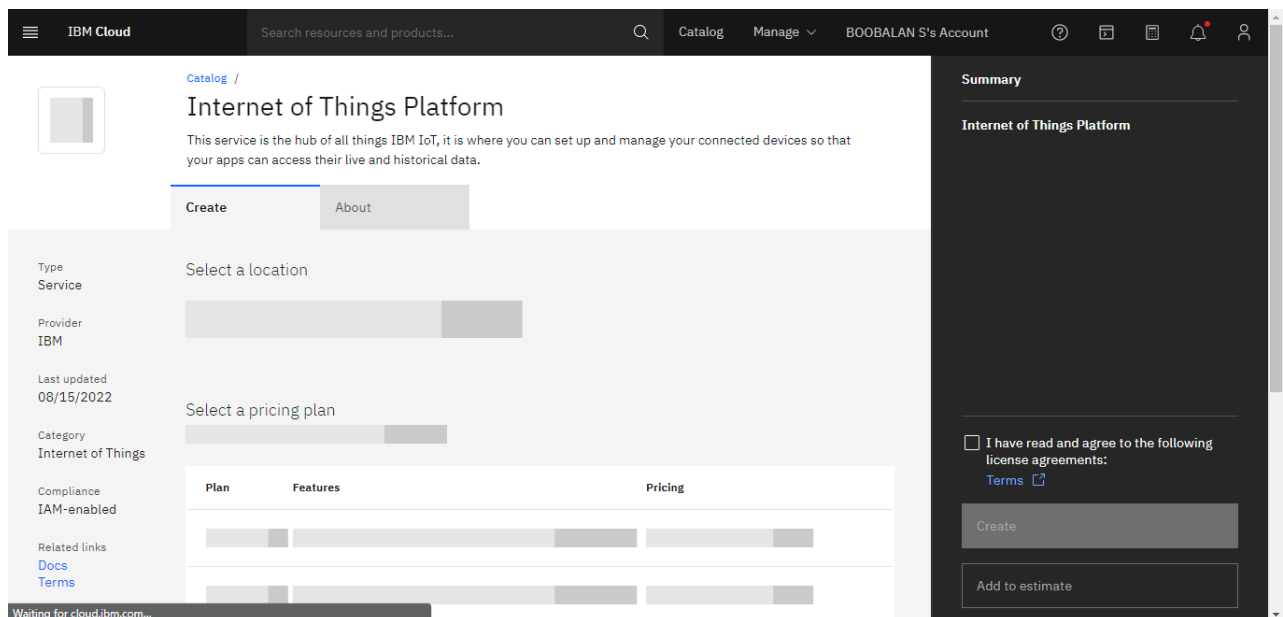 IBM Cloud
Search resources and products...
Catalog
Manage
BOOBALAN S's Account
Catalog /
Internet of Things Platform
This service is the hub of all things IBM IoT, it is where you can set up and manage your connected devices so that
your apps can access their live and historical data.
Create
About
Type
Service
Provider
IBM
Last updated
08/15/2022
Category
Internet of Things
Compliance
IAM-enabled
Related links
Docs
Terms
Select a location
Select a pricing plan
Plan Features Pricing
Summary
Internet of Things Platform
I have read and agree to the following
license agreements:
Terms
Create
Add to estimate
Waiting for cloud.ibm.com...